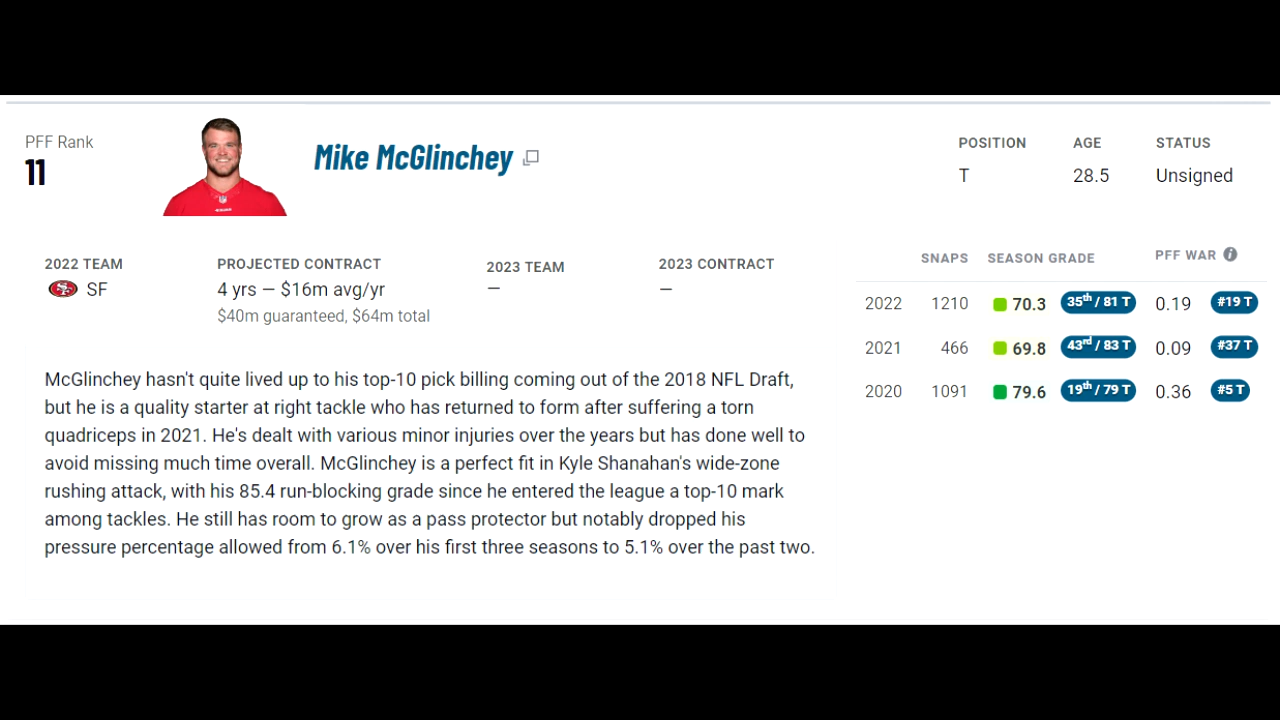 PFF Rank
11
Mike McGlinchey
POSITION AGE STATUS
T 28.5 Unsigned
2022 TEAM PROJECTED CONTRACT 2023 TEAM 2023 CONTRACT
SF 4 yrs — $16m avg/yr — —
$40m guaranteed, $64m total
SNAPS SEASON GRADE PFF WAR
2022 1210 70.3 35th / 81 T 0.19 #19 T
2021 466 69.8 43rd / 83 T 0.09 #37 T
2020 1091 79.6 19th / 79 T 0.36 #5 T
McGlinchey hasn't quite lived up to his top-10 pick billing coming out of the 2018 NFL Draft,
but he is a quality starter at right tackle who has returned to form after suffering a torn
quadriceps in 2021. He's dealt with various minor injuries over the years but has done well to
avoid missing much time overall. McGlinchey is a perfect fit in Kyle Shanahan's wide-zone
rushing attack, with his 85.4 run-blocking grade since he entered the league a top-10 mark
among tackles. He still has room to grow as a pass protector but notably dropped his
pressure percentage allowed from 6.1% over his first three seasons to 5.1% over the past two.